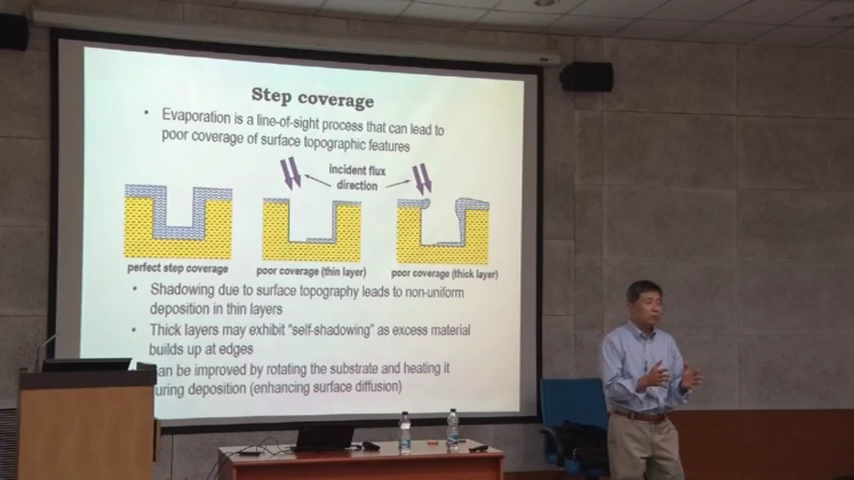 Step coverage
• Evaporation is a line-of-sight process that can lead to
poor coverage of surface topographic features
incident flux
direction
perfect step coverage
poor coverage (thin layer)
poor coverage (thick layer)
• Shadowing due to surface topography leads to non-uniform
deposition in thin layers
• Thick layers may exhibit “self-shadowing” as excess material
builds up at edges
an be improved by rotating the substrate and heating it
uring deposition (enhancing surface diffusion)